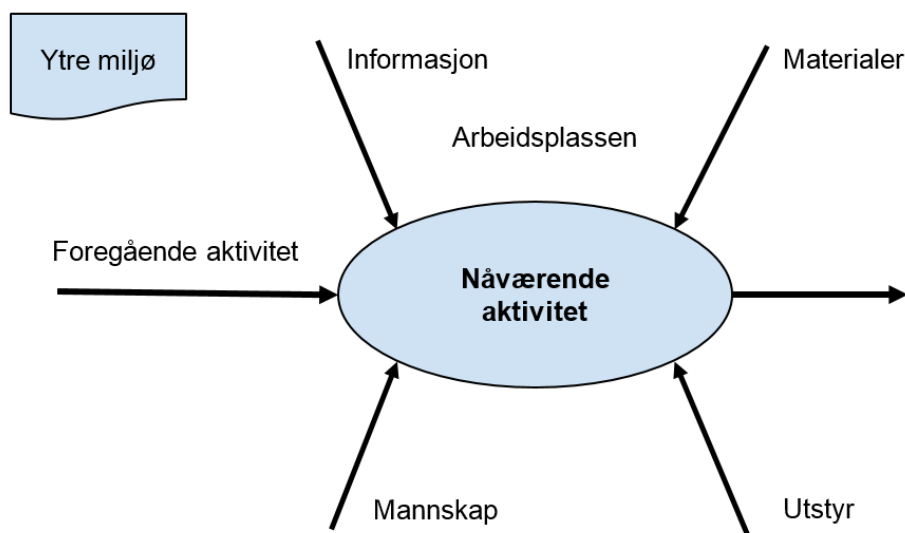 Ytre miljø
Informasjon
Materialer
Arbeidsplassen
Foregående aktivitet
Nåværende
aktivitet
Mannskap
Utstyr